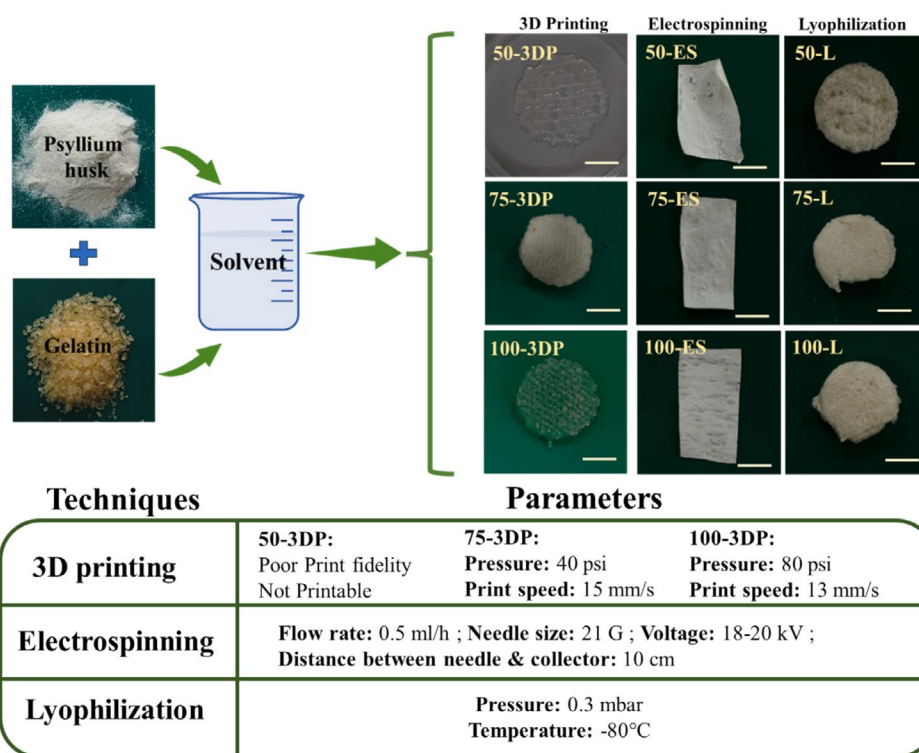 3D Printing Electrospinning Lyophilization
50-3DP 50-ES 50-L
Psyllium
husk
75-3DP 75-ES 75-L
Solvent
Gelatin
100-3DP 100-ES 100-L
Techniques Parameters
3D printing
50-3DP:
Poor Print fidelity
Not Printable
75-3DP:
Pressure: 40 psi
Print speed: 15 mm/s
100-3DP:
Pressure: 80 psi
Print speed: 13 mm/s
Electrospinning
Flow rate: 0.5 ml/h ; Needle size: 21 G ; Voltage: 18-20 kV ;
Distance between needle & collector: 10 cm
Lyophilization
Pressure: 0.3 mbar
Temperature: -80°C